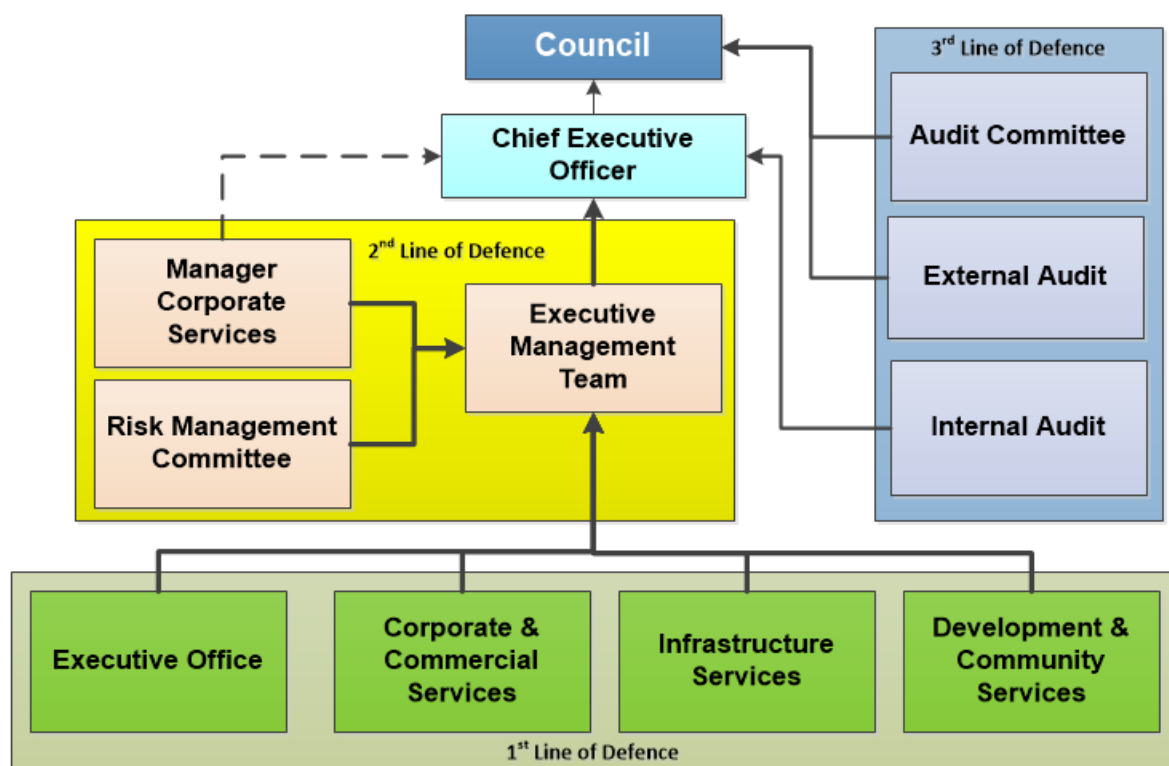 Council
3rd Line of Defence
Audit Committee
Chief Executive
Officer
2nd Line of Defence
Manager
Corporate
Services
External Audit
Executive
Management
Team
Risk Management
Committee
Internal Audit
Executive Office
Corporate &
Commercial
Services
Infrastructure
Services
Development &
Community
Services
1st Line of Defence